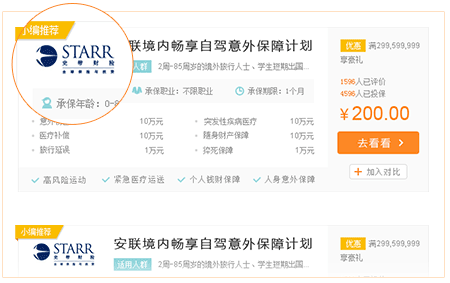 小编推荐
STARR
史带财险
安联境内畅享自驾意外保障计划
适用人群 2周-85周岁的境外旅行人士、学生短期出国...
承保年龄：0-8 承保职业：不限职业 承保期限：1个月
意外 10万元 突发性疾病医疗 10万元
医疗补偿 10万元 随身财产保障 10万元
旅行延误 1万元 猝死保障 1万元
高风险运动 紧急医疗运送 个人钱财保障 人身意外保障
优惠 满299,599,999
享豪礼
1596人已评价
4596人已投保
¥200.00
去看看
加入对比
小编推荐
STARR
史带财险
安联境内畅享自驾意外保障计划
适用人群 2周-85周岁的境外旅行人士、学生短期出国...
优惠 满299,599,999
享豪礼